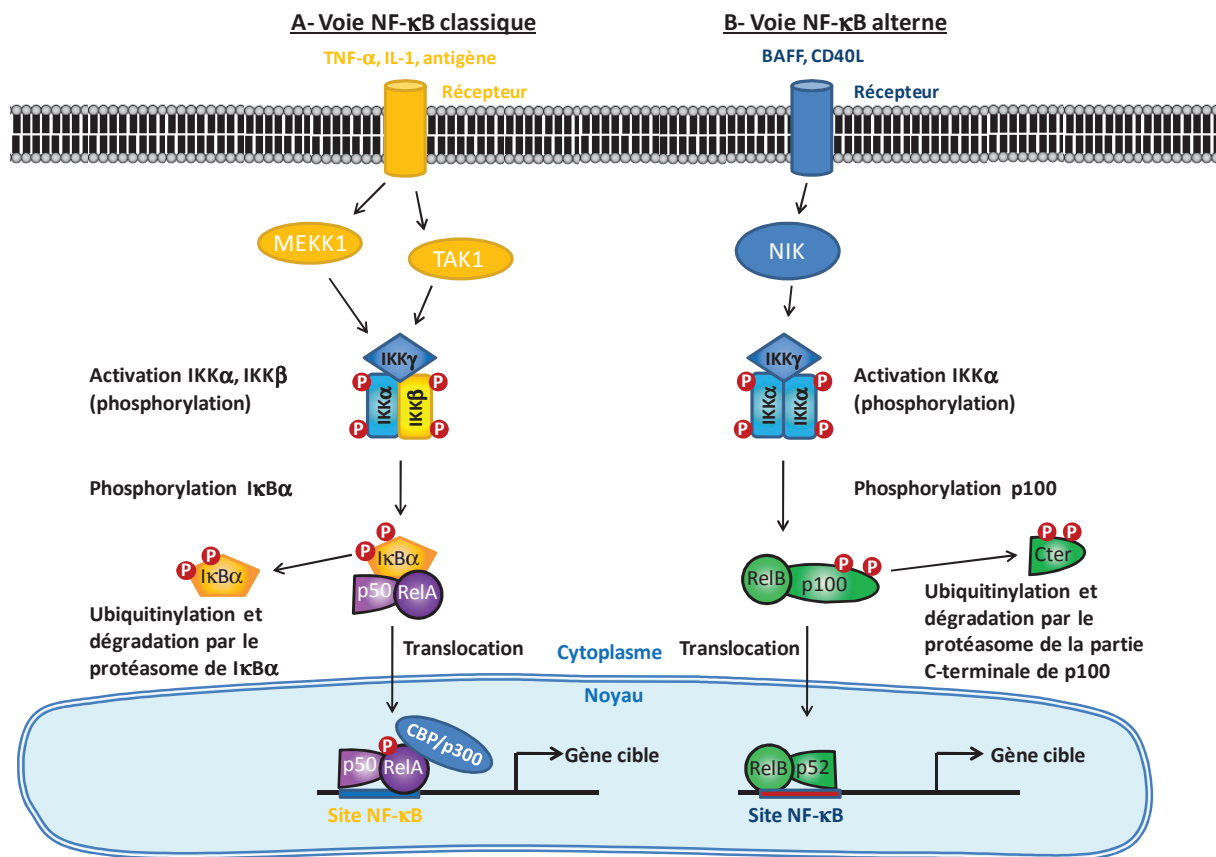 A- Voie NF-κB classique
TNF-α, IL-1, antigène
Récepteur
MEKK1
TAK1
IKKγ
P
P
IKKα
IKKβ
P
P
Activation IKKα, IKKβ
(phosphorylation)
Phosphorylation IκBα
P
P
IκBα
p50
RelA
P
P
IκBα
Ubiquitinylation et
dégradation par le
protéasome de IκBα
Translocation
P
CBP/p300
p50
RelA
Gène cible
Site NF-κB
B- Voie NF-κB alterne
BAFF, CD40L
Récepteur
NIK
IKKγ
P
P
IKKα
IKKα
P
P
Activation IKKα
(phosphorylation)
Phosphorylation p100
P
P
RelB
p100
P
P
Cter
Ubiquitinylation et
dégradation par le
protéasome de la partie
C-terminale de p100
Translocation
Cytoplasme
Noyau
RelB
p52
Gène cible
Site NF-κB